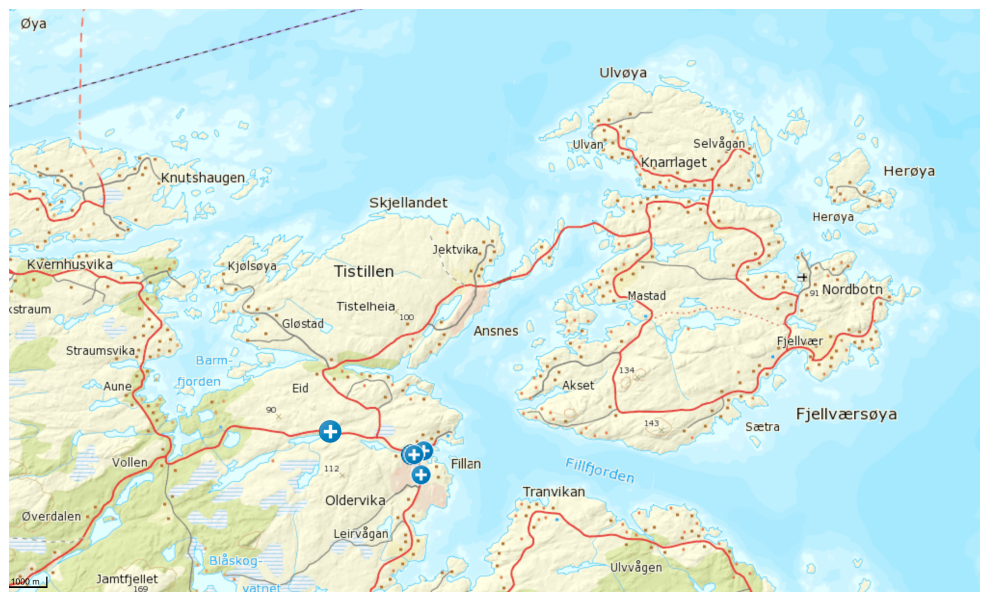 Øya
Ulvøya
Ulvan
Selvågan
Knarrlaget
Herøya
Knutshaugen
Skjellandet
Herøya
Jektvika
Kvernhusvika
Kjølsøya
Tistillen
Nordbotn
91
Mastad
kstraum
Tistelheia
100
Gløstad
Ansnes
Fjellvær
Straumsvika
Barm-
fjorden
134
Aune
Eid
Akset
90
Fjellværsøya
143
Sætra
Vollen
112
Fillan
Fillfjorden
Oldervika
Tranvikan
Øverdalen
Leirvågan
Blåskog-
vatnet
Ulvvågen
1000 m
Jamtfjellet
169